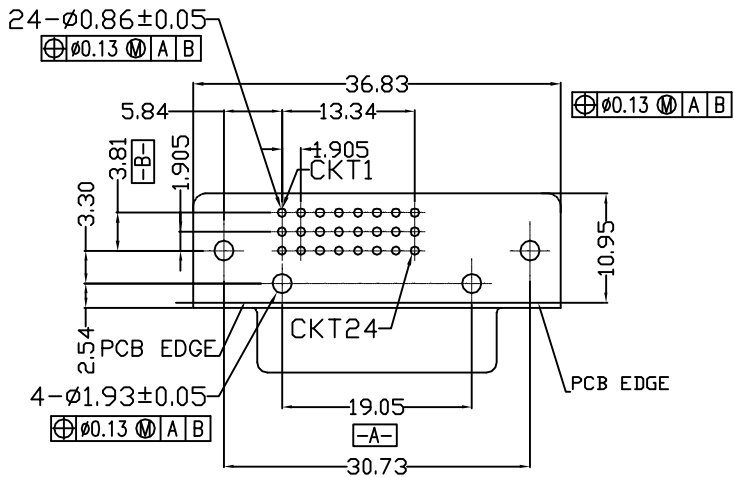 24-Ø0.86±0.05
⌖ Ø0.13 Ⓜ A B
36.83
⌖ Ø0.13 Ⓜ A B
5.84
13.34
3.81
-B-
1.905
1.905
CKT1
3.30
10.95
CKT24
2.54
PCB EDGE
PCB EDGE
4-Ø1.93±0.05
19.05
⌖ Ø0.13 Ⓜ A B
-A-
30.73